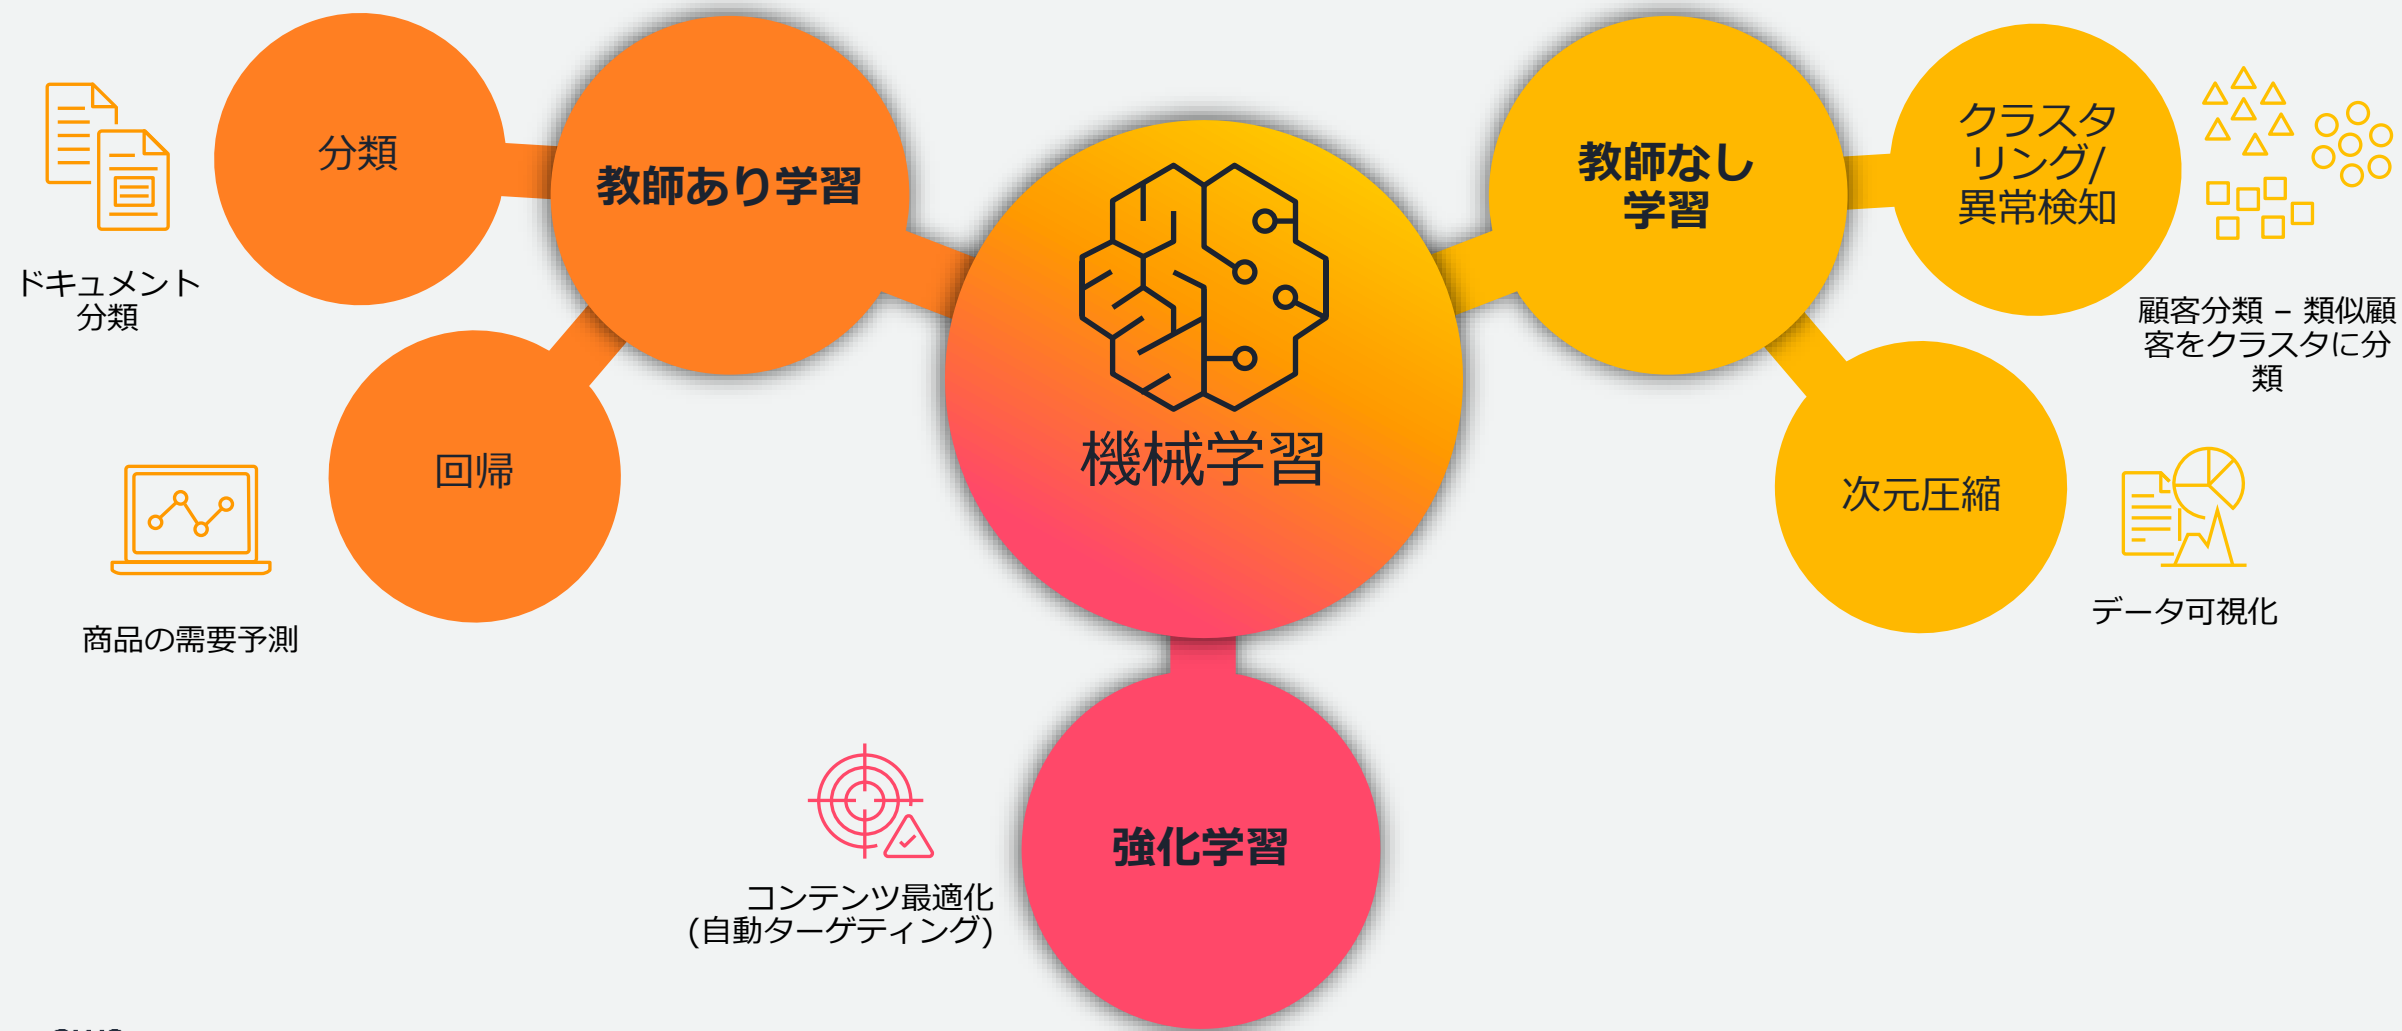 分類
教師あり学習
ドキュメント
分類
回帰
商品の需要予測
機械学習
教師なし
学習
クラスタ
リング/
異常検知
顧客分類 – 類似顧
客をクラスタに分
類
次元圧縮
データ可視化
強化学習
コンテンツ最適化
(自動ターゲティング)